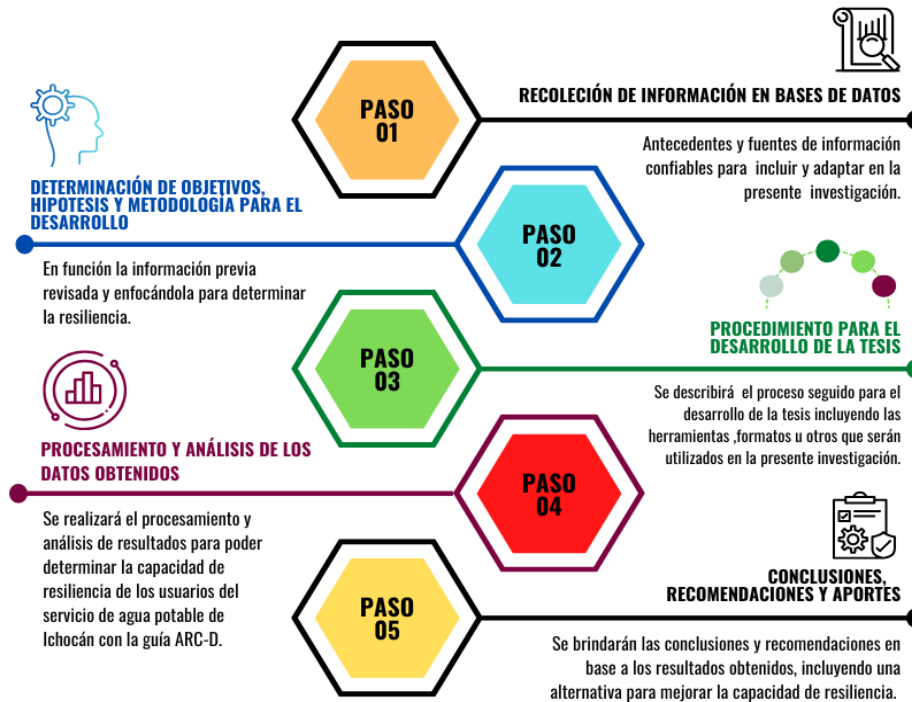 PASO
01
RECOLECIÓN DE INFORMACIÓN EN BASES DE DATOS
Antecedentes y fuentes de información
confiables para incluir y adaptar en la
presente investigación.
PASO
02
DETERMINACIÓN DE OBJETIVOS,
HIPOTESIS Y METODOLOGÍA PARA EL
DESARROLLO
En función la información previa
revisada y enfocándola para determinar
la resiliencia.
PASO
03
PROCEDIMIENTO PARA EL
DESARROLLO DE LA TESIS
Se describirá el proceso seguido para el
desarrollo de la tesis incluyendo las
herramientas ,formatos u otros que serán
utilizados en la presente investigación.
PASO
04
PROCESAMIENTO Y ANÁLISIS DE LOS
DATOS OBTENIDOS
Se realizará el procesamiento y
análisis de resultados para poder
determinar la capacidad de
resiliencia de los usuarios del
servicio de agua potable de
Ichocán con la guía ARC-D.
PASO
05
CONCLUSIONES,
RECOMENDACIONES Y APORTES
Se brindarán las conclusiones y recomendaciones en
base a los resultados obtenidos, incluyendo una
alternativa para mejorar la capacidad de resiliencia.